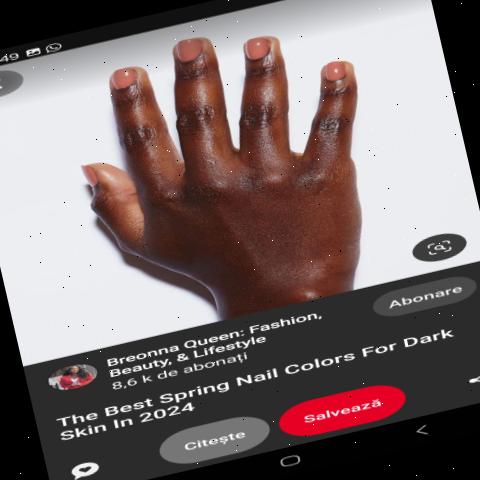 49
Breonna Queen: Fashion,
Beauty, & Lifestyle
8,6 k de abonați
Abonare
The Best Spring Nail Colors For Dark
Skin In 2024
Citește
Salvează